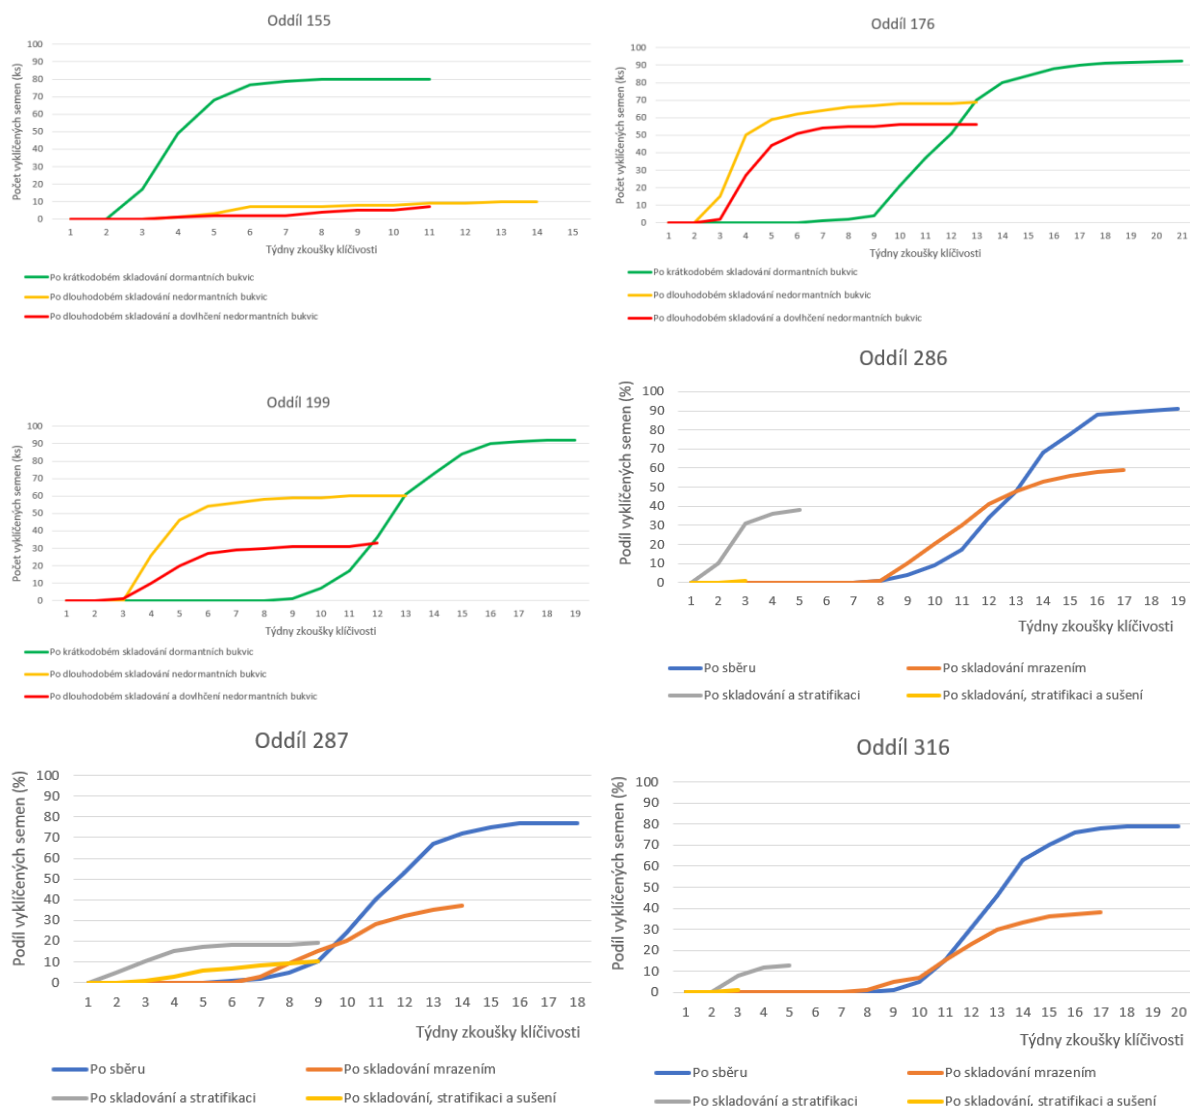 Oddíl 155
Počet vyklíčených semen (ks)
100
90
80
70
60
50
40
30
20
10
0
1 2 3 4 5 6 7 8 9 10 11 12 13 14 15
Týdny zkoušky klíčivosti
Po krátkodobém skladování dormantních bukvic
Po dlouhodobém skladování nedormantních bukvic
Po dlouhodobém skladování a dovlhčení nedormantních bukvic
Oddíl 176
Počet vyklíčených semen (ks)
100
90
80
70
60
50
40
30
20
10
0
1 2 3 4 5 6 7 8 9 10 11 12 13 14 15 16 17 18 19 20 21
Týdny zkoušky klíčivosti
Po krátkodobém skladování dormantních bukvic
Po dlouhodobém skladování nedormantních bukvic
Po dlouhodobém skladování a dovlhčení nedormantních bukvic
Oddíl 199
Počet vyklíčených semen (ks)
100
90
80
70
60
50
40
30
20
10
0
1 2 3 4 5 6 7 8 9 10 11 12 13 14 15 16 17 18 19
Týdny zkoušky klíčivosti
Po krátkodobém skladování dormantních bukvic
Po dlouhodobém skladování nedormantních bukvic
Po dlouhodobém skladování a dovlhčení nedormantních bukvic
Oddíl 286
Podíl vyklíčených semen (%)
100
90
80
70
60
50
40
30
20
10
0
1 2 3 4 5 6 7 8 9 10 11 12 13 14 15 16 17 18 19
Týdny zkoušky klíčivosti
Po sběru
Po skladování mrazením
Po skladování a stratifikaci
Po skladování, stratifikaci a sušení
Oddíl 287
Podíl vyklíčených semen (%)
100
90
80
70
60
50
40
30
20
10
0
1 2 3 4 5 6 7 8 9 10 11 12 13 14 15 16 17 18
Týdny zkoušky klíčivosti
Po sběru
Po skladování mrazením
Po skladování a stratifikaci
Po skladování, stratifikaci a sušení
Oddíl 316
Podíl vyklíčených semen (%)
100
90
80
70
60
50
40
30
20
10
0
1 2 3 4 5 6 7 8 9 10 11 12 13 14 15 16 17 18 19 20
Týdny zkoušky klíčivosti
Po sběru
Po skladování mrazením
Po skladování a stratifikaci
Po skladování, stratifikaci a sušení